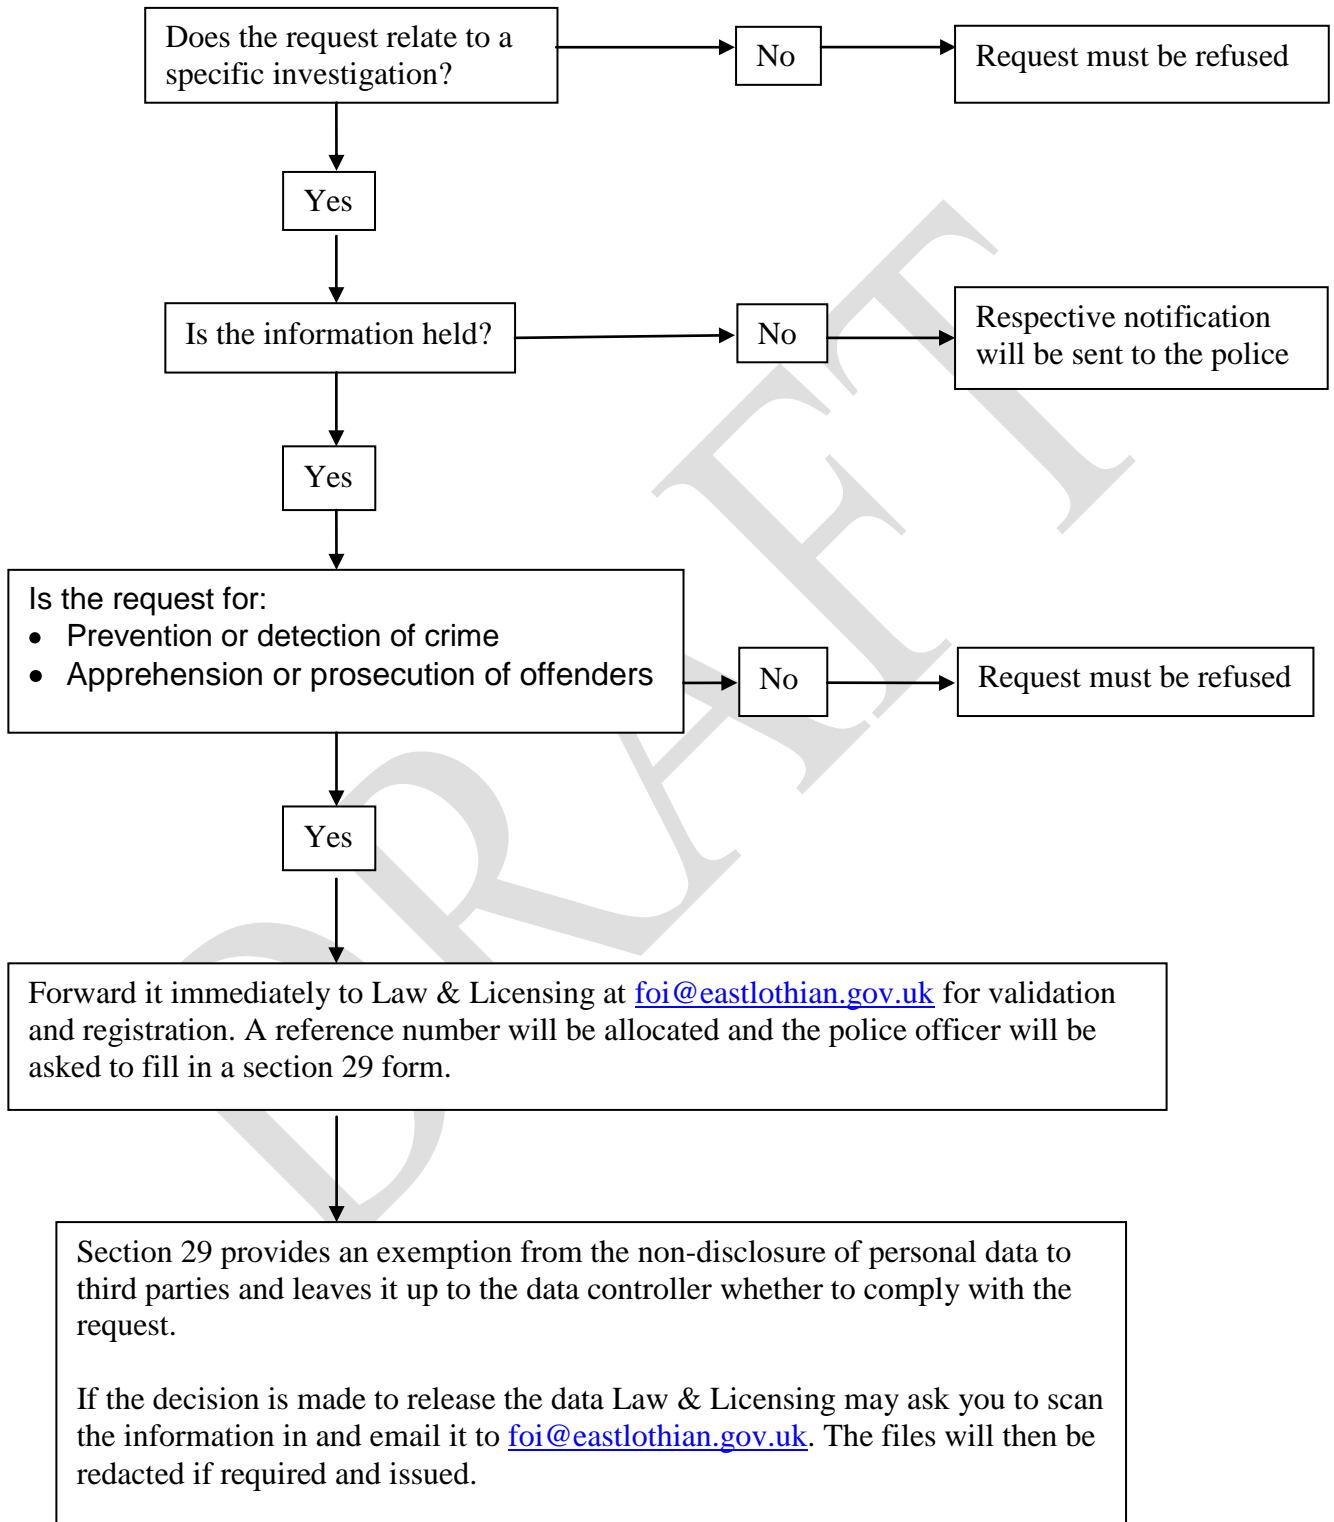 Does the request relate to a
specific investigation?
No
Request must be refused
Yes
Is the information held?
No
Respective notification
will be sent to the police
Yes
Is the request for:
• Prevention or detection of crime
• Apprehension or prosecution of offenders
No
Request must be refused
Yes
Forward it immediately to Law & Licensing at foi@eastlothian.gov.uk for validation
and registration. A reference number will be allocated and the police officer will be
asked to fill in a section 29 form.
Section 29 provides an exemption from the non-disclosure of personal data to
third parties and leaves it up to the data controller whether to comply with the
request.
If the decision is made to release the data Law & Licensing may ask you to scan
the information in and email it to foi@eastlothian.gov.uk. The files will then be
redacted if required and issued.
DRAFT